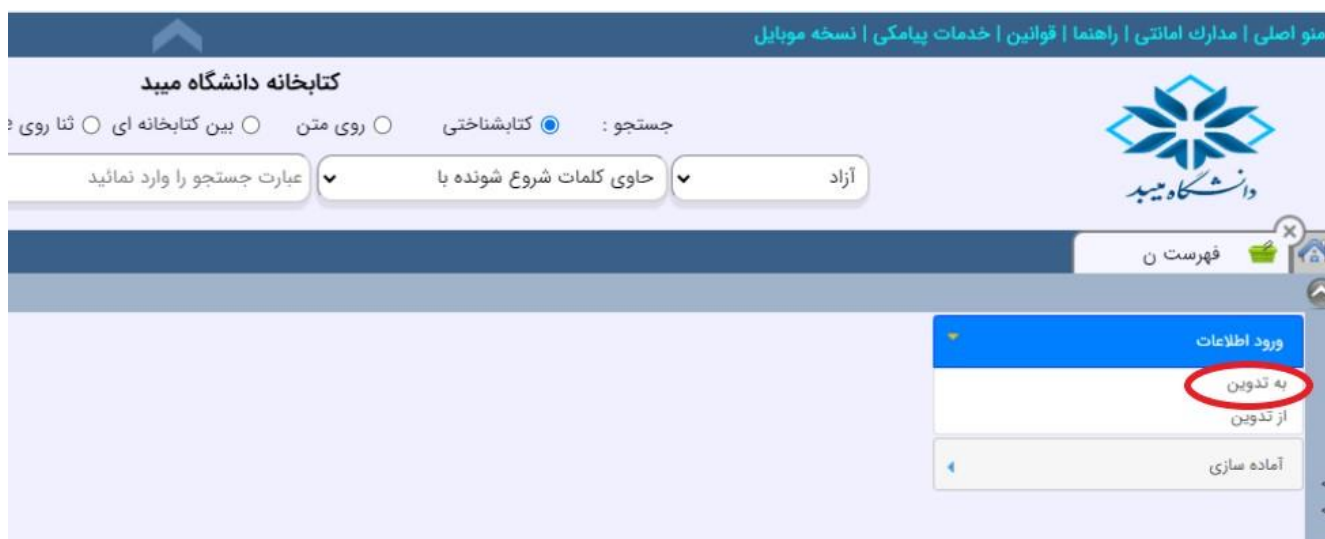 منو اصلی | مدارك امانتی | راهنما | قوانین | خدمات پیامکی | نسخه موبایل
کتابخانه دانشگاه میبد
جستجو : کتابشناختی روی متن بین کتابخانه ای ثنا روی
آزاد حاوی کلمات شروع شونده با عبارت جستجو را وارد نمائید
دانشگاه میبد
فهرست ن
ورود اطلاعات
به تدوین
از تدوین
آماده سازی